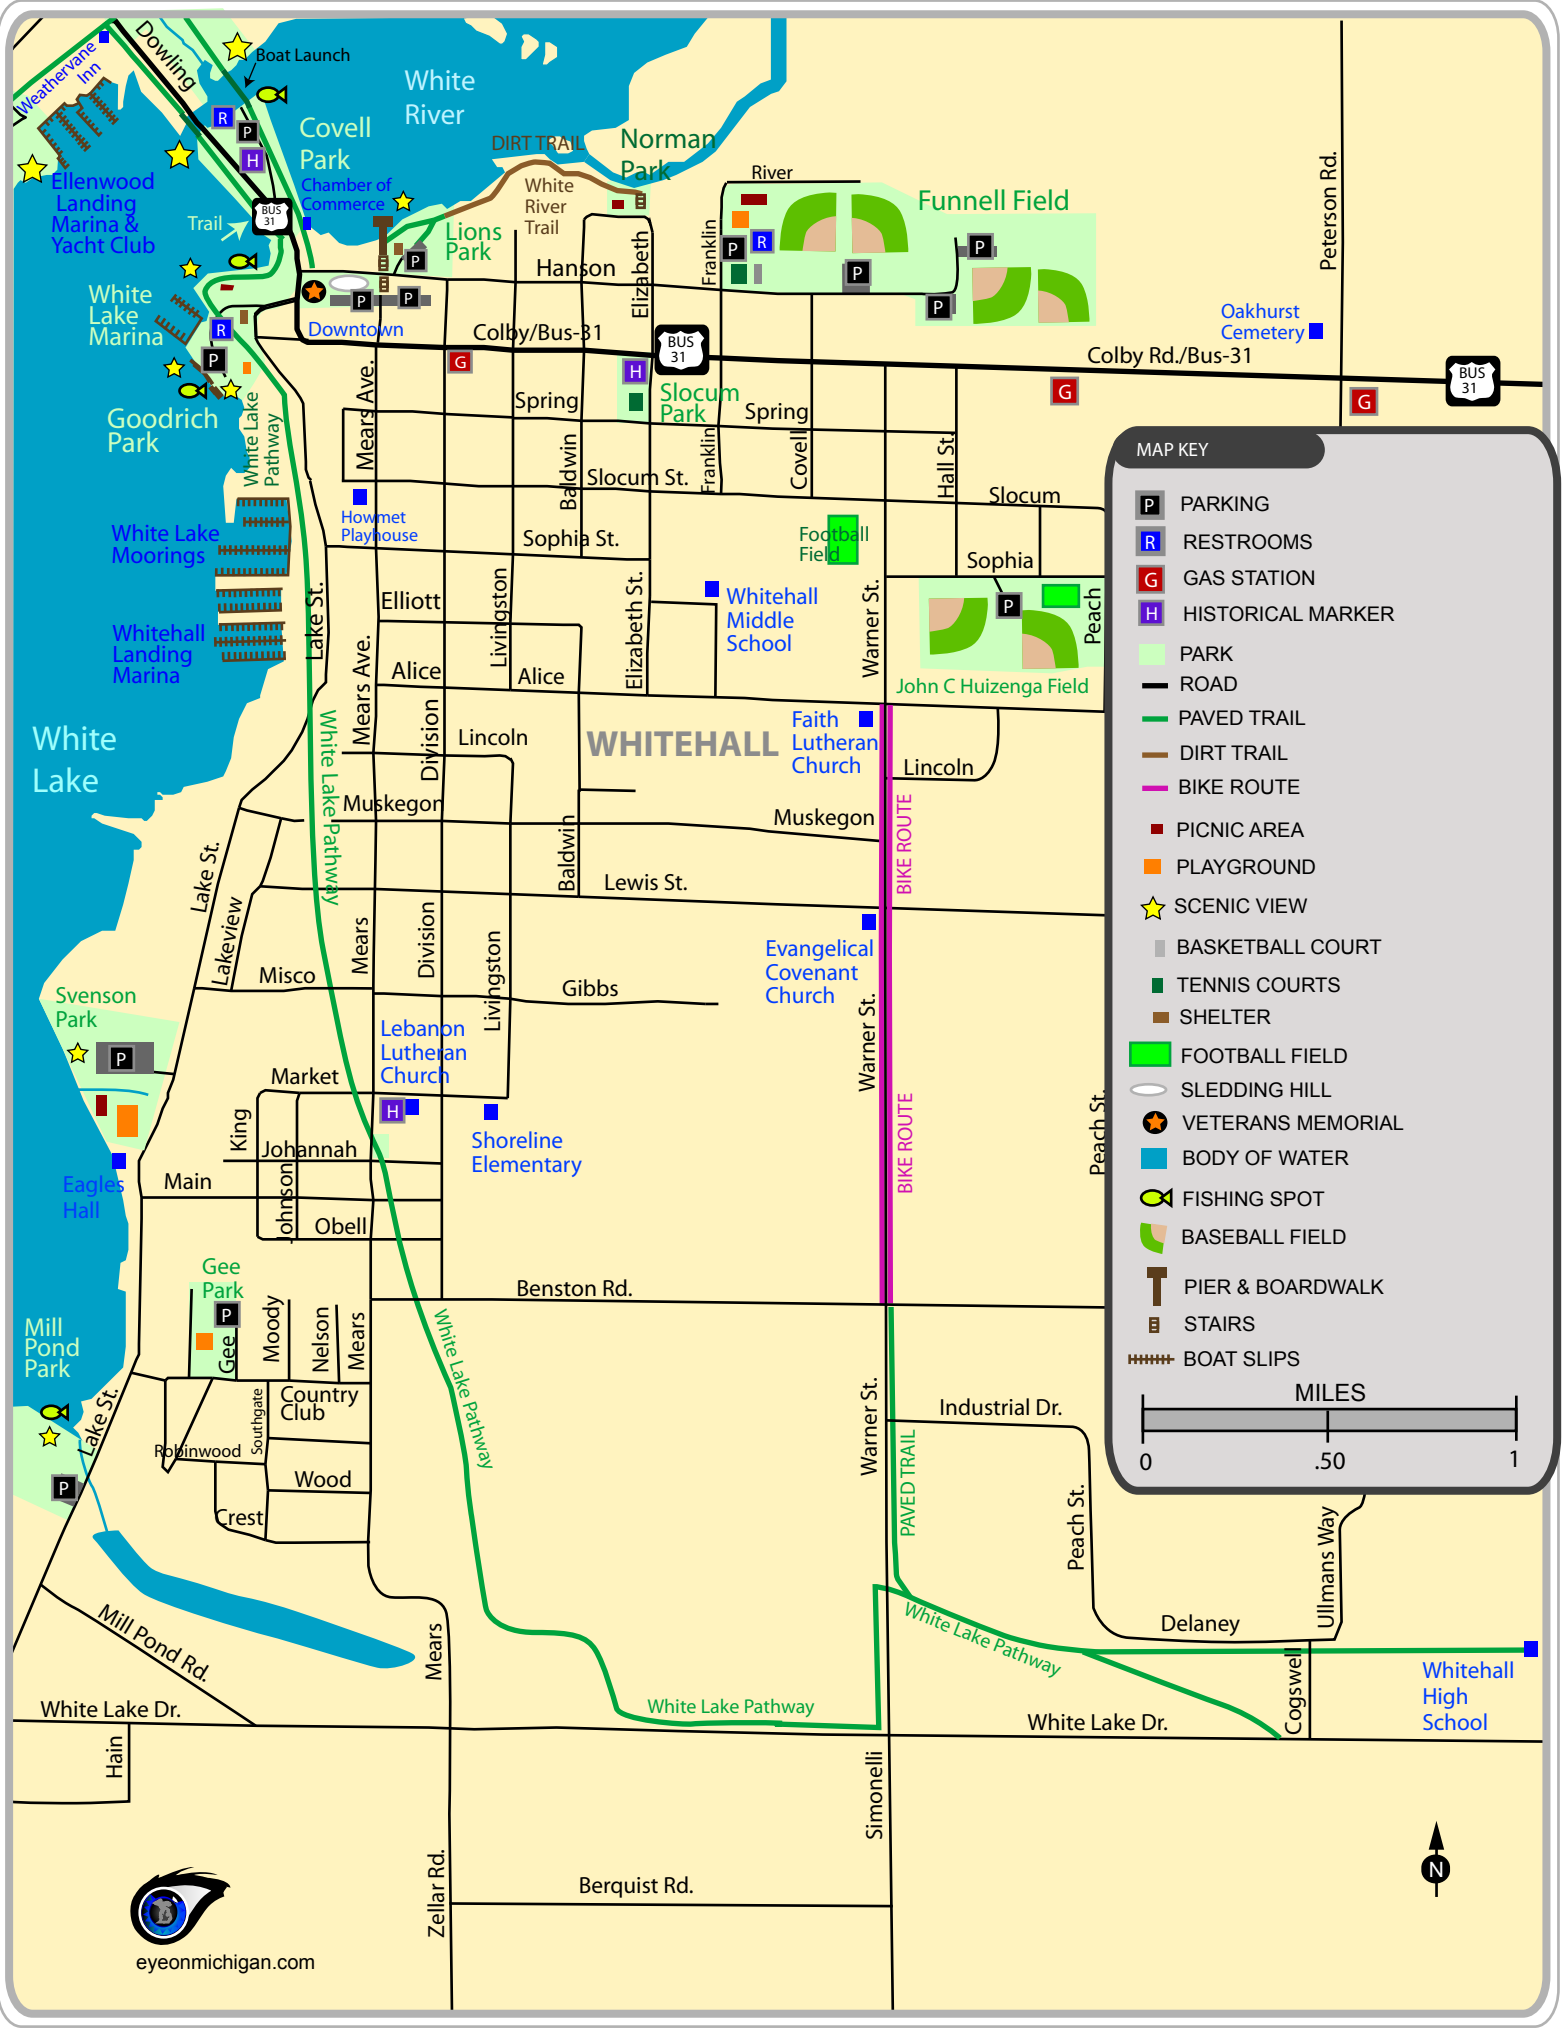 Weathervane
Inn
Dowling
Boat Launch
White
River
R
P
H
Covell
Park
DIRT TRAIL
Norman
Park
River
Ellenwood
Landing
Marina &
Yacht Club
Chamber of
Commerce
Trail
BUS
31
White
River
Trail
Lions
Park
P
Hanson
Elizabeth
Franklin
P
R
Funnell Field
P
P
P
Peterson Rd.
White
Lake
Marina
R
P
P
P
Downtown
Colby/Bus-31
BUS
31
Colby Rd./Bus-31
BUS
31
Oakhurst
Cemetery
G
G
G
H
Slocum
Park
Goodrich
Park
White Lake
Pathway
Mears Ave.
Spring
Spring
Baldwin
Franklin
Covell
Hall St.
Slocum St.
Slocum
Howmet
Playhouse
Sophia St.
Football
Field
Sophia
White Lake
Moorings
Whitehall
Landing
Marina
Lake St.
Elliott
Livingston
Elizabeth St.
Whitehall
Middle
School
Warner St.
P
Peach
John C Huizenga Field
Mears Ave.
Alice
Alice
White
Lake
White Lake Pathway
Division
Lincoln
WHITEHALL
Faith
Lutheran
Church
Lincoln
BIKE ROUTE
Muskegon
Muskegon
Baldwin
Lewis St.
Lake St.
Lakeview
Mears
Division
Livingston
Misco
Gibbs
Evangelical
Covenant
Church
Warner St.
Svenson
Park
P
Lebanon
Lutheran
Church
H
Market
King
Johannah
Johnson
Shoreline
Elementary
BIKE ROUTE
Peach St.
Eagles
Hall
Main
Obell
Gee
Park
P
Gee
Moody
Nelson
Mears
Benston Rd.
Mill
Pond
Park
P
Lake St.
Country
Club
Southgate
Robinwood
Wood
Crest
White Lake Pathway
Warner St.
PAVED TRAIL
Industrial Dr.
Peach St.
Ullmans Way
Delaney
White Lake Pathway
Cogswell
Whitehall
High
School
Mill Pond Rd.
Mears
White Lake Pathway
White Lake Dr.
White Lake Dr.
Hain
Simonelli
Zellar Rd.
Berquist Rd.
N
eyeonmichigan.com
MAP KEY
P PARKING
R RESTROOMS
G GAS STATION
H HISTORICAL MARKER
PARK
ROAD
PAVED TRAIL
DIRT TRAIL
BIKE ROUTE
PICNIC AREA
PLAYGROUND
SCENIC VIEW
BASKETBALL COURT
TENNIS COURTS
SHELTER
FOOTBALL FIELD
SLEDDING HILL
VETERANS MEMORIAL
BODY OF WATER
FISHING SPOT
BASEBALL FIELD
PIER & BOARDWALK
STAIRS
BOAT SLIPS
MILES
0 .50 1